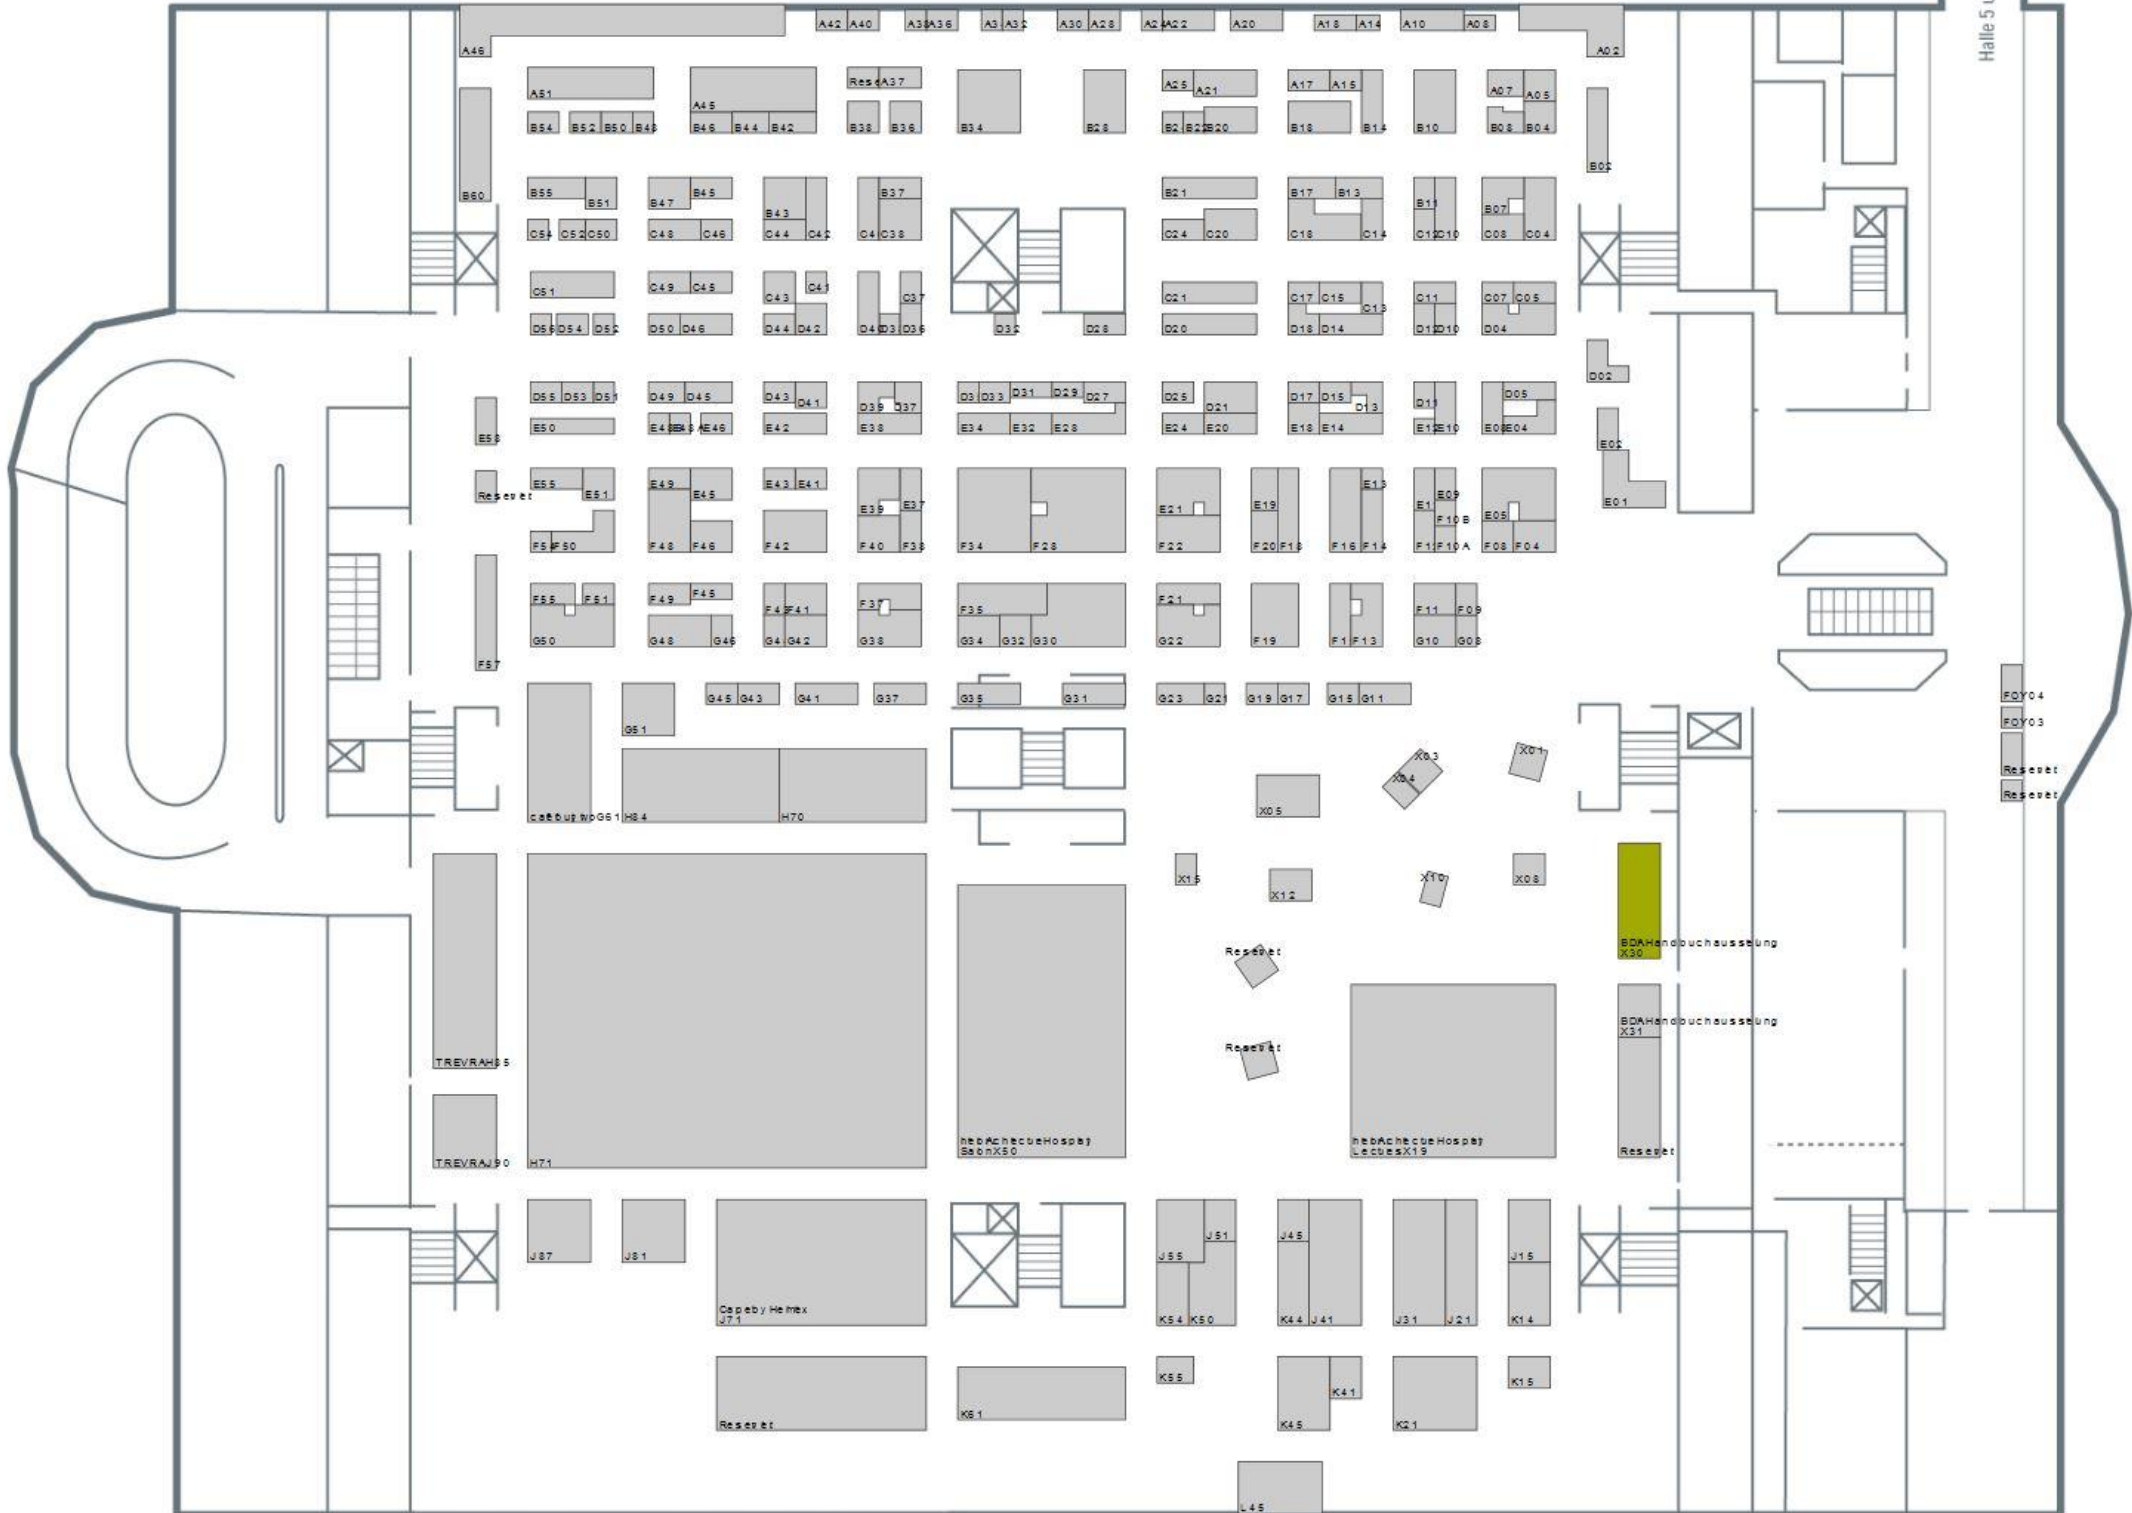 Halle 5 u
A42 A40 A36 A32 A30 A28 A22 A20 A18 A14 A10 A08
A46 A02
A51 A45 A37 B34 B28 A25 A21 A17 A15 B10 A07 A05
B54 B52 B50 B48 B46 B44 B42 B38 B36 B20 B18 B14 B08 B04
B60 B02
B55 B51 B47 B45 B43 B37 B21 B17 B13 B11 B07
C54 C52 C50 C48 C46 C44 C42 C38 C24 C20 C18 C14 C10 C08 C04
C51 C49 C45 C43 C41 C37 C21 C17 C15 C13 C11 C07 C05
D56 D54 D52 D50 D46 D44 D42 D36 D32 D28 D20 D18 D14 D10 D04
D02
D55 D53 D51 D49 D45 D43 D41 D39 D37 D33 D31 D29 D27 D25 D21 D17 D15 D13 D11 D05
E58 E50 E46 E42 E38 E34 E32 E28 E24 E20 E18 E14 E10 E04 E02
E55 E51 E49 E45 E43 E41 E39 E37 E21 E19 E13 E09 E05 E01
F10B
F50 F48 F46 F42 F40 F38 F34 F28 F22 F20 F18 F16 F14 F10A F08 F04
F55 F51 F49 F45 F41 F37 F35 F21 F11 F09
F57 G50 G48 G46 G42 G38 G34 G32 G30 G22 F19 F13 G10 G08
FOY04
G51 G45 G43 G41 G37 G35 G31 G23 G21 G19 G17 G15 G11
FOY03
X03 X01
X04
X05
G61 H84 H70
X15 X12 X10 X08
X30
X31
TREVIRAH85
X50
X19
TREVIRAJ90 H71
J87 J81 J55 J51 J45 J15
J71 K54 K50 K44 J41 J31 J21 K14
K55 K41 K15
K61 K45 K21
L45